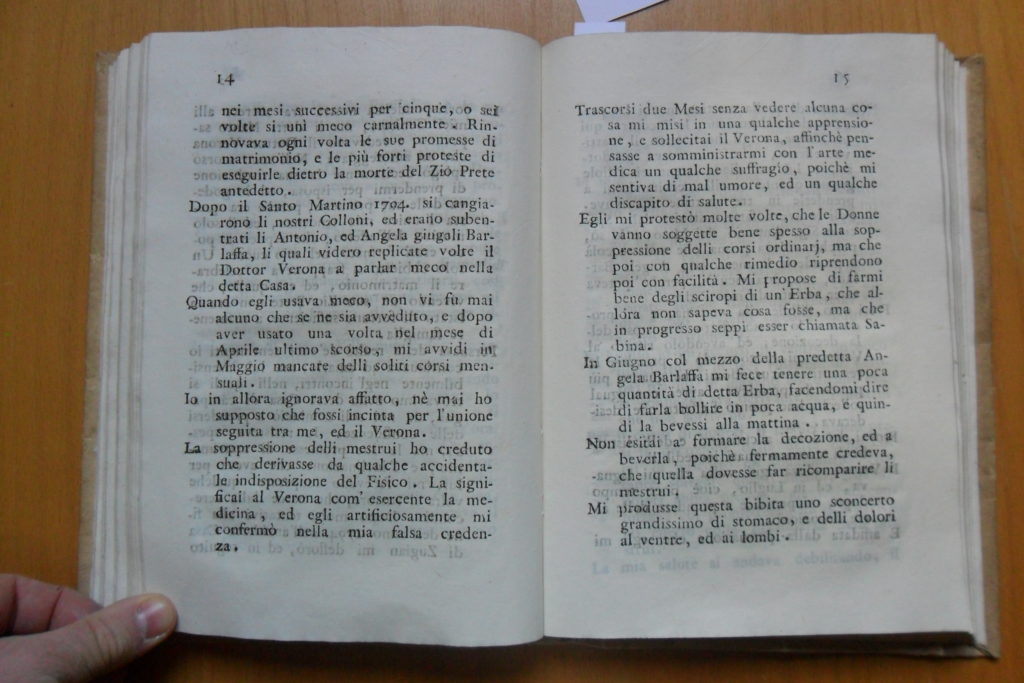 14
nei mesi successivi per cinque, o sei
volte si unì meco carnalmente. Rin-
novava ogni volta le sue promesse di
matrimonio, e le più forti proteste di
eseguirle dietro la morte del Zio Prete
antedetto.
Dopo il Santo Martino 1794. si cangia-
rono li nostri Colloni, ed erano suben-
trati li Antonio, ed Angela giugali Bar-
laffa, li quali videro replicate volte il
Dottor Verona a parlar meco nella
detta Casa.
Quando egli usava meco, non vi fu mai
alcuno che se ne sia avveduto, e dopo
aver usato una volta nel mese di
Aprile ultimo scorso, mi avvidi in
Maggio mancare delli soliti corsi men-
suali.
Io in allora ignorava affatto, nè mai ho
supposto che fossi incinta per l'unione
seguita tra me, ed il Verona.
La soppressione delli mestrui ho creduto
che derivasse da qualche accidenta-
le indisposizione del Fisico. La signi-
ficai al Verona com' esercente la me-
dicina, ed egli artificiosamente mi
confermò nella mia falsa creden-
za.
15
Trascorsi due Mesi senza vedere alcuna co-
sa mi misi in una qualche apprensio-
ne, e sollecitai il Verona, affinchè pen-
sasse a somministrarmi con l'arte me-
dica un qualche suffragio, poichè mi
sentiva di mal umore, ed un qualche
discapito di salute.
Egli mi protestò molte volte, che le Donne
vanno soggette bene spesso alla sop-
pressione delli corsi ordinarj, ma che
poi con qualche rimedio riprendono
poi con facilità. Mi propose di farmi
bene degli sciropi di un' Erba, che al-
lora non sapeva cosa fosse, ma che
in progresso seppi esser chiamata Sa-
bina.
In Giugno col mezzo della predetta An-
gela Barlaffa mi fece tenere una poca
quantità di detta Erba, facendomi dire
di farla bollire in poca acqua, e quin-
di la bevessi alla mattina.
Non esitai a formare la decozione, ed a
beverla, poichè fermamente credeva,
che quella dovesse far ricomparire li
mestrui.
Mi produsse questa bibita uno sconcerto
grandissimo di stomaco, e delli dolori
al ventre, ed ai lombi.